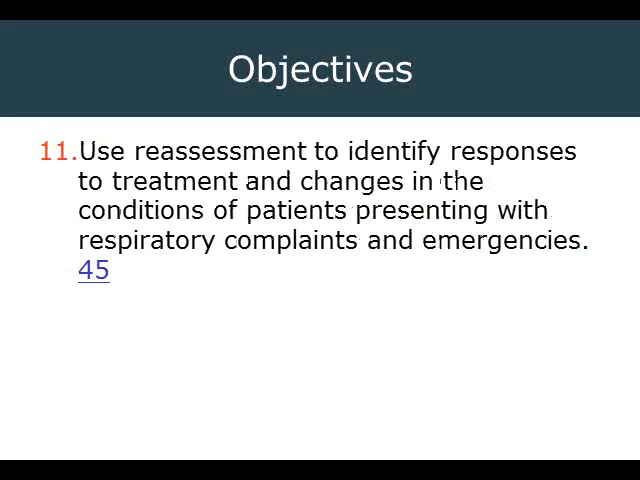 Objectives
11.Use reassessment to identify responses
to treatment and changes in the
conditions of patients presenting with
respiratory complaints and emergencies.
45